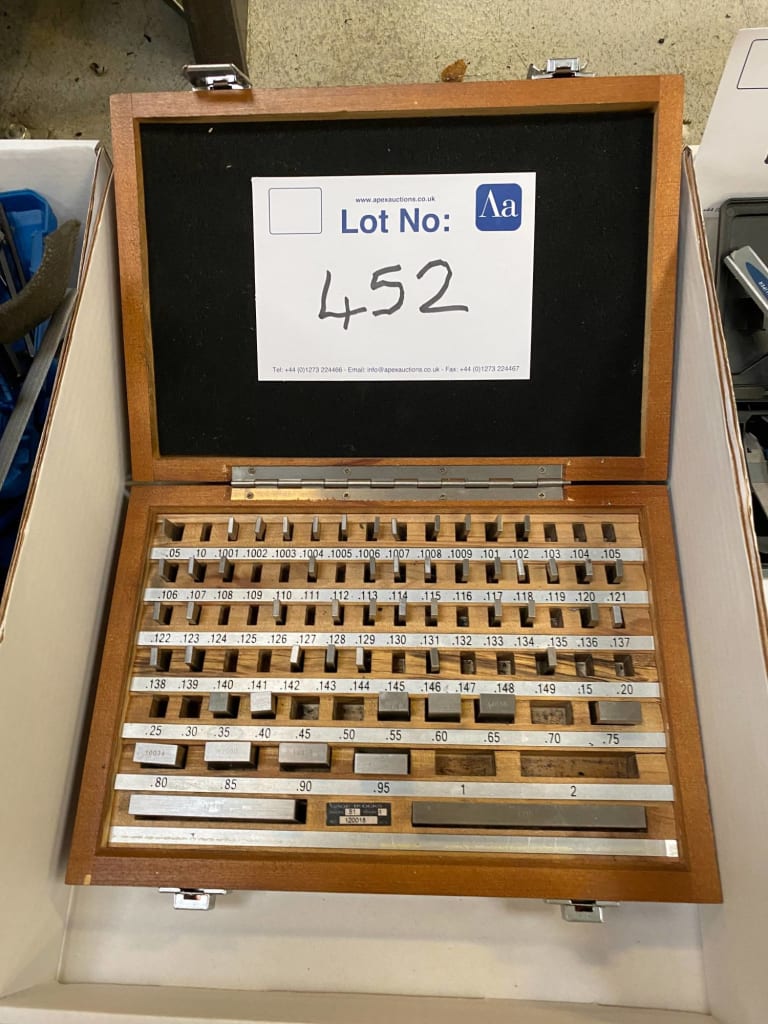 www.apexauctions.co.uk
Lot No:
Aa
452
Tel: +44 (0)1273 224466 - Email: info@apexauctions.co.uk - Fax: +44 (0)1273 224467
.05 .10 .1001 .1002 .1003 .1004 .1005 .1006 .1007 .1008 .1009 .101 .102 .103 .104 .105
.106 .107 .108 .109 .110 .111 .112 .113 .114 .115 .116 .117 .118 .119 .120 .121
.122 .123 .124 .125 .126 .127 .128 .129 .130 .131 .132 .133 .134 .135 .136 .137
.138 .139 .140 .141 .142 .143 .144 .145 .146 .147 .148 .149 .15 .20
.25 .30 .35 .40 .45 .50 .55 .60 .65 .70 .75
.80 .85 .90 .95 1 2
GAGE BLOCKS
81
120018